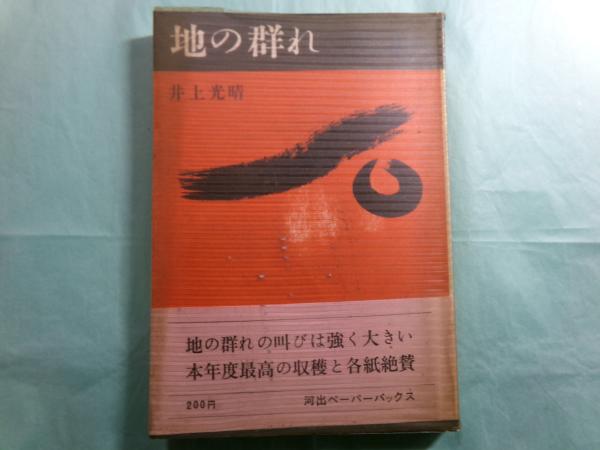 地の群れ
井上光晴
地の群れの叫びは強く大きい
本年度最高の収穫と各紙絶賛
200円
河出ペーパーバックス